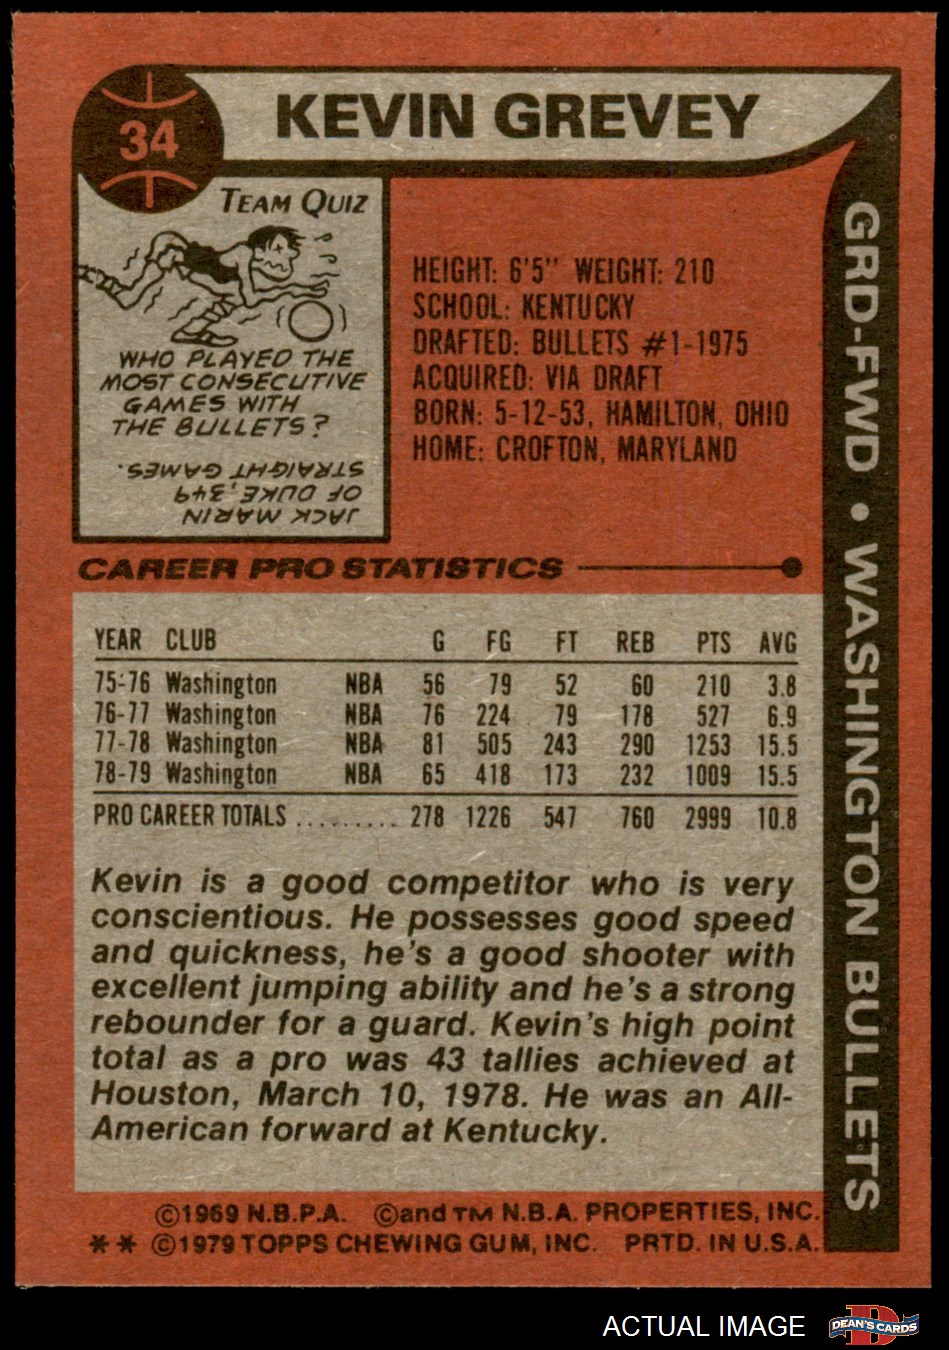 34
KEVIN GREVEY
TEAM QUIZ
WHO PLAYED THE
MOST CONSECUTIVE
GAMES WITH
THE BULLETS?
JACK MARIN
OF DUKE, 349
STRAIGHT GAMES.
HEIGHT: 6'5" WEIGHT: 210
SCHOOL: KENTUCKY
DRAFTED: BULLETS #1-1975
ACQUIRED: VIA DRAFT
BORN: 5-12-53, HAMILTON, OHIO
HOME: CROFTON, MARYLAND
GRD-FWD • WASHINGTON BULLETS
CAREER PRO STATISTICS
YEAR CLUB G FG FT REB PTS AVG
75-76 Washington NBA 56 79 52 60 210 3.8
76-77 Washington NBA 76 224 79 178 527 6.9
77-78 Washington NBA 81 505 243 290 1253 15.5
78-79 Washington NBA 65 418 173 232 1009 15.5
PRO CAREER TOTALS ......... 278 1226 547 760 2999 10.8
Kevin is a good competitor who is very
conscientious. He possesses good speed
and quickness, he's a good shooter with
excellent jumping ability and he's a strong
rebounder for a guard. Kevin's high point
total as a pro was 43 tallies achieved at
Houston, March 10, 1978. He was an All-
American forward at Kentucky.
©1969 N.B.P.A. ©and TM N.B.A. PROPERTIES, INC.
** ©1979 TOPPS CHEWING GUM, INC. PRTD. IN U.S.A.
ACTUAL IMAGE
D
DEAN'S CARDS